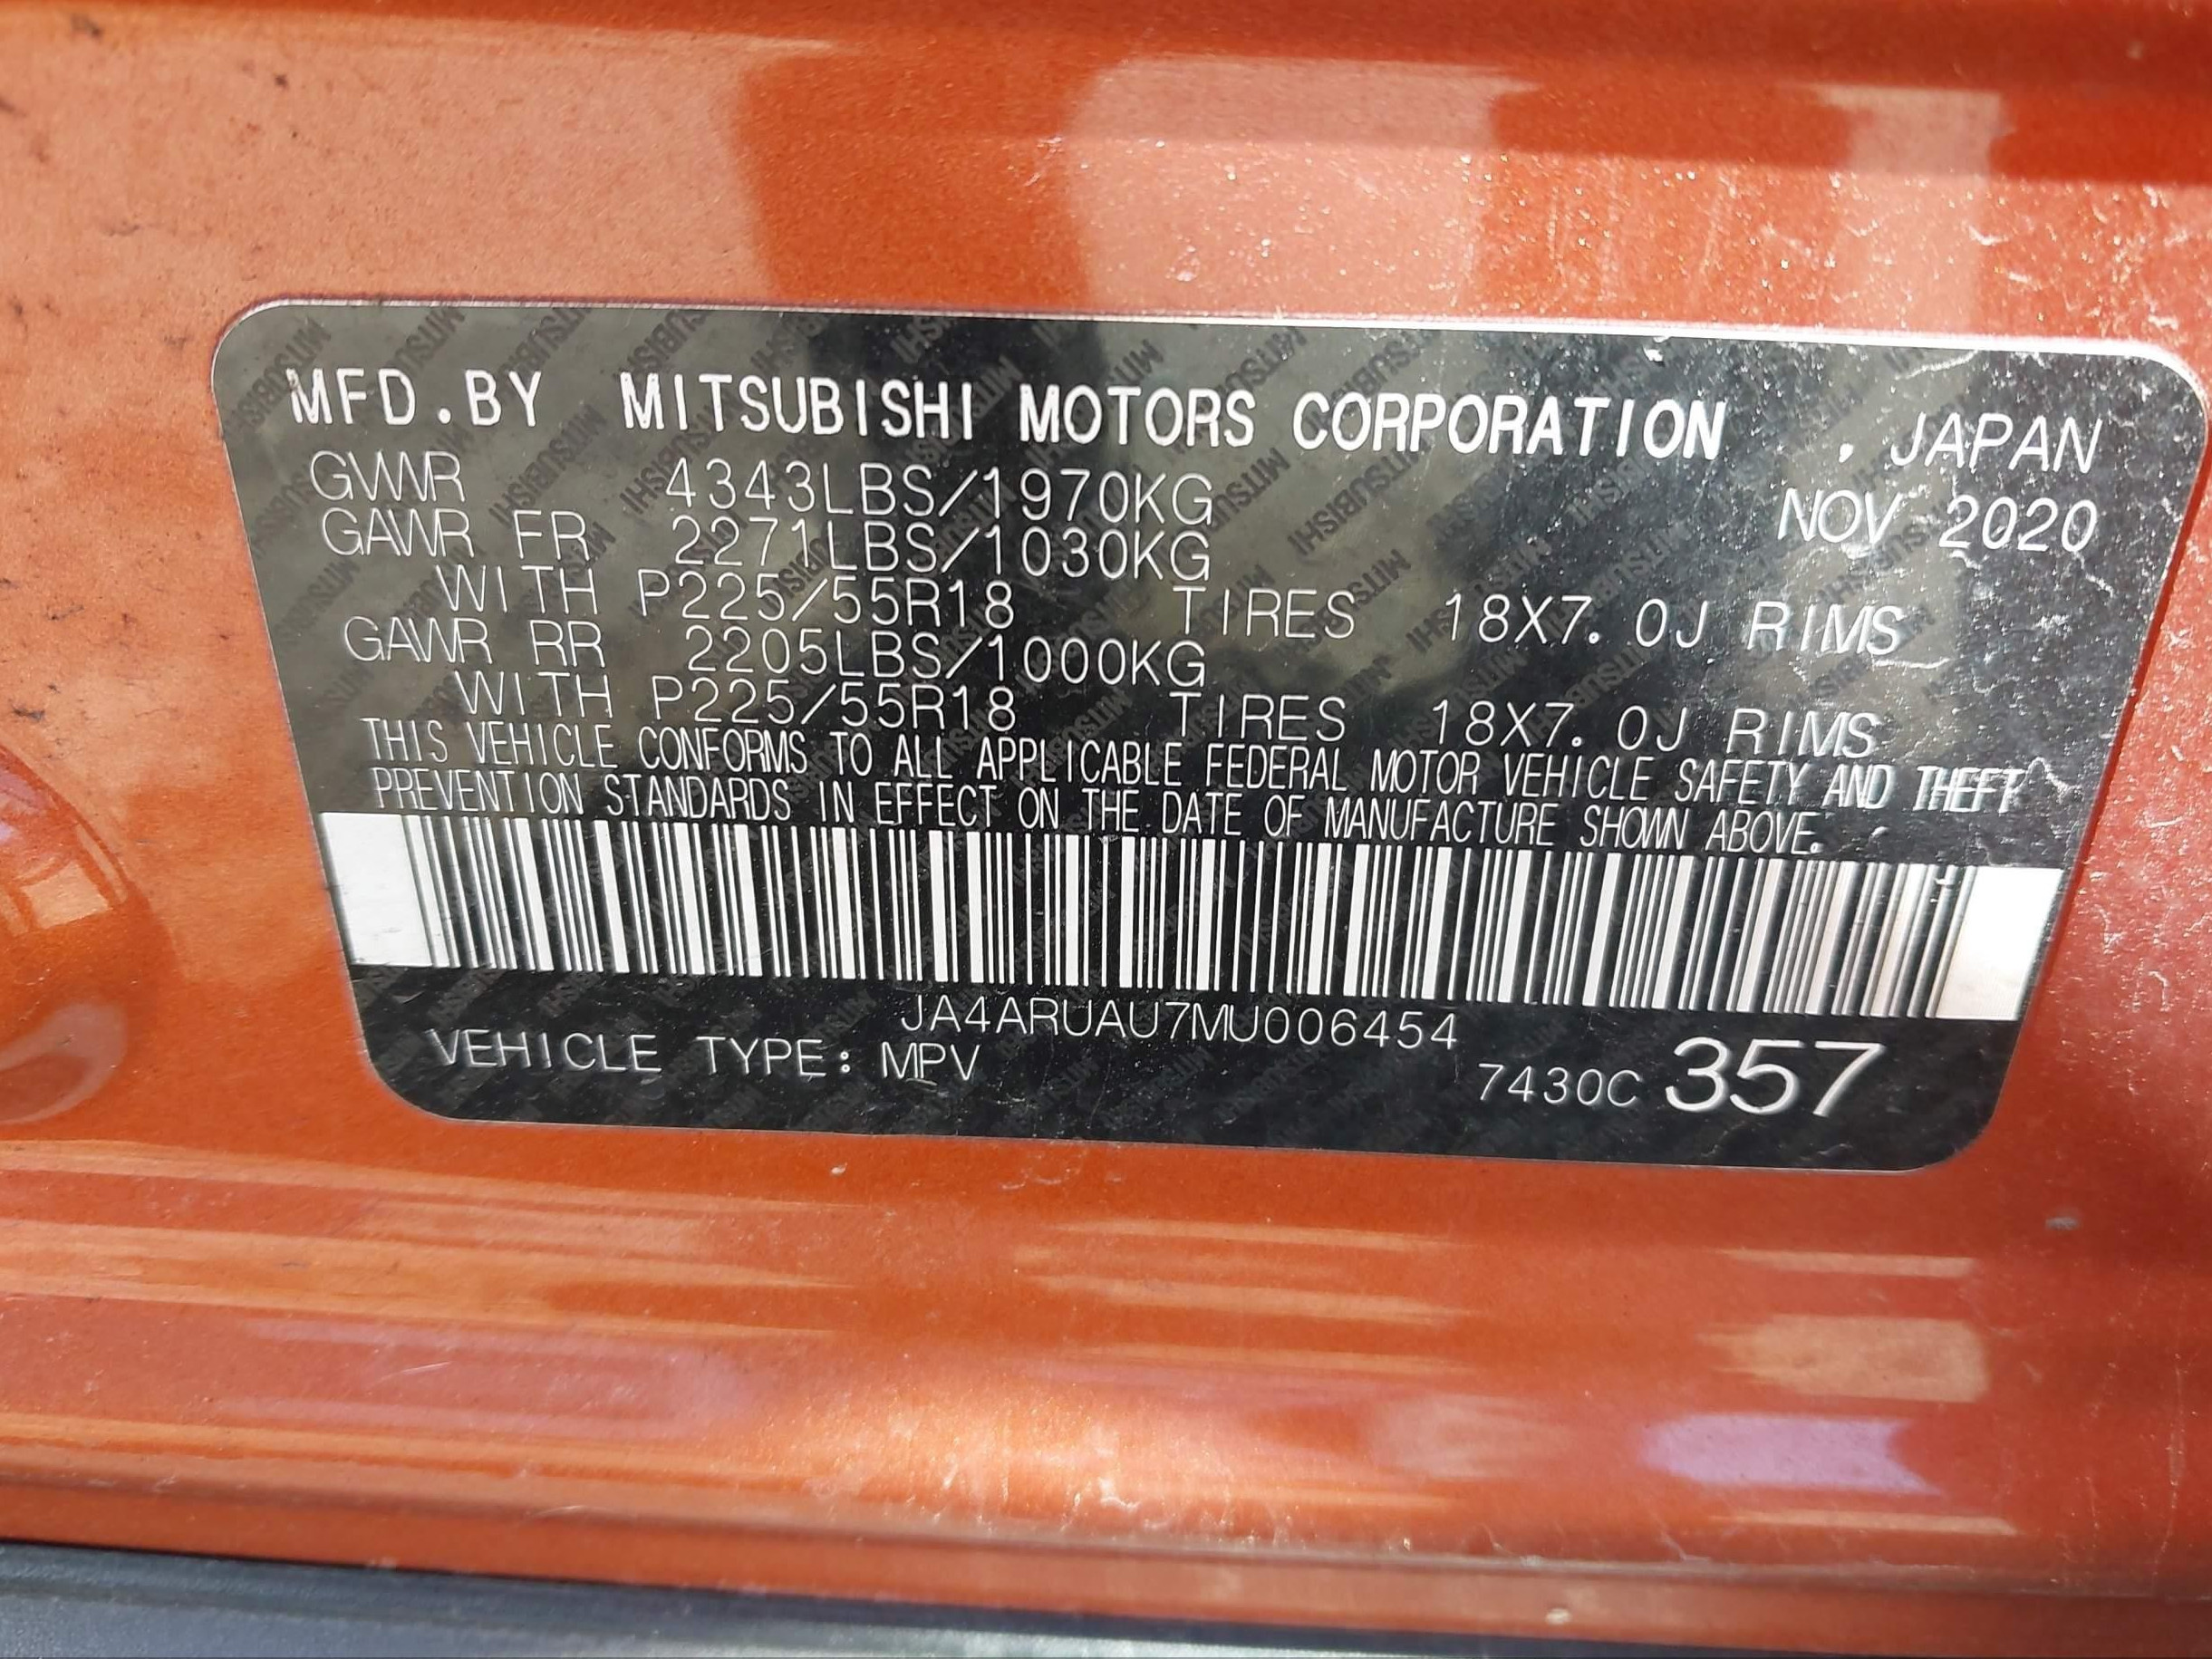 MFD.BY MITSUBISHI MOTORS CORPORATION , JAPAN
GVWR 4343LBS/1970KG NOV 2020
GAWR FR 2271LBS/1030KG
WITH P225/55R18 TIRES 18X7.0J RIMS
GAWR RR 2205LBS/1000KG
WITH P225/55R18 TIRES 18X7.0J RIMS
THIS VEHICLE CONFORMS TO ALL APPLICABLE FEDERAL MOTOR VEHICLE SAFETY AND THEFT
PREVENTION STANDARDS IN EFFECT ON THE DATE OF MANUFACTURE SHOWN ABOVE.
JA4ARUAU7MU006454
VEHICLE TYPE: MPV 7430C 357